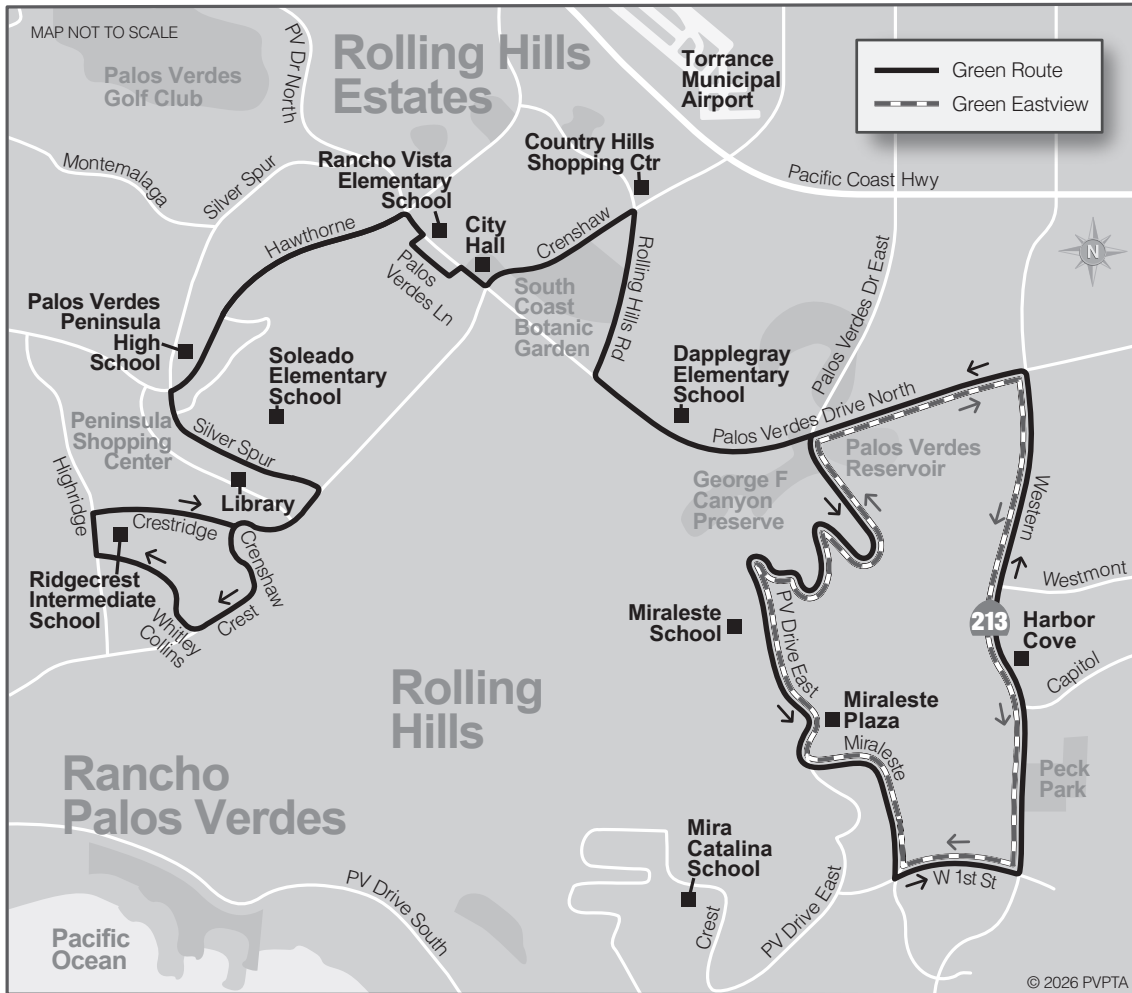 MAP NOT TO SCALE
Palos Verdes
Golf Club
PV Dr North
Rolling Hills
Estates
Torrance
Municipal
Airport
Green Route
Green Eastview
Montemalaga
Silver Spur
Rancho Vista
Elementary
School
Country Hills
Shopping Ctr
Pacific Coast Hwy
Hawthorne
City
Hall
Crenshaw
Palos
Verdes Ln
Rolling Hills Rd
Palos Verdes Dr East
N
South
Coast
Botanic
Garden
Palos Verdes
Peninsula
High
School
Soleado
Elementary
School
Dapplegray
Elementary
School
Palos Verdes Drive North
Peninsula
Shopping
Center
Silver Spur
Palos Verdes
Reservoir
George F
Canyon
Preserve
Highridge
Library
Crestridge
Crenshaw
Western
Ridgecrest
Intermediate
School
Whitley
Collins
Crest
Westmont
Miraleste
School
PV Drive East
213
Harbor
Cove
Capitol
Rolling
Hills
Miraleste
Plaza
Miraleste
Peck
Park
Rancho
Palos Verdes
Mira
Catalina
School
W 1st St
PV Drive South
Crest
PV Drive East
Pacific
Ocean
© 2026 PVPTA